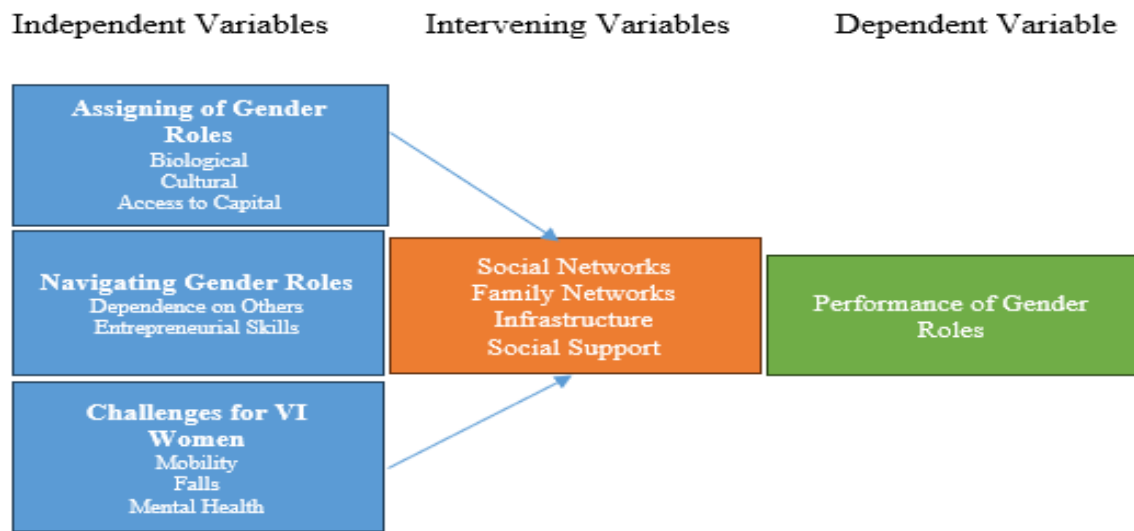 Independent Variables
Intervening Variables
Dependent Variable
Assigning of Gender
Roles
Biological
Cultural
Access to Capital
Navigating Gender Roles
Dependence on Others
Entrepreneurial Skills
Challenges for VI
Women
Mobility
Falls
Mental Health
Social Networks
Family Networks
Infrastructure
Social Support
Performance of Gender
Roles